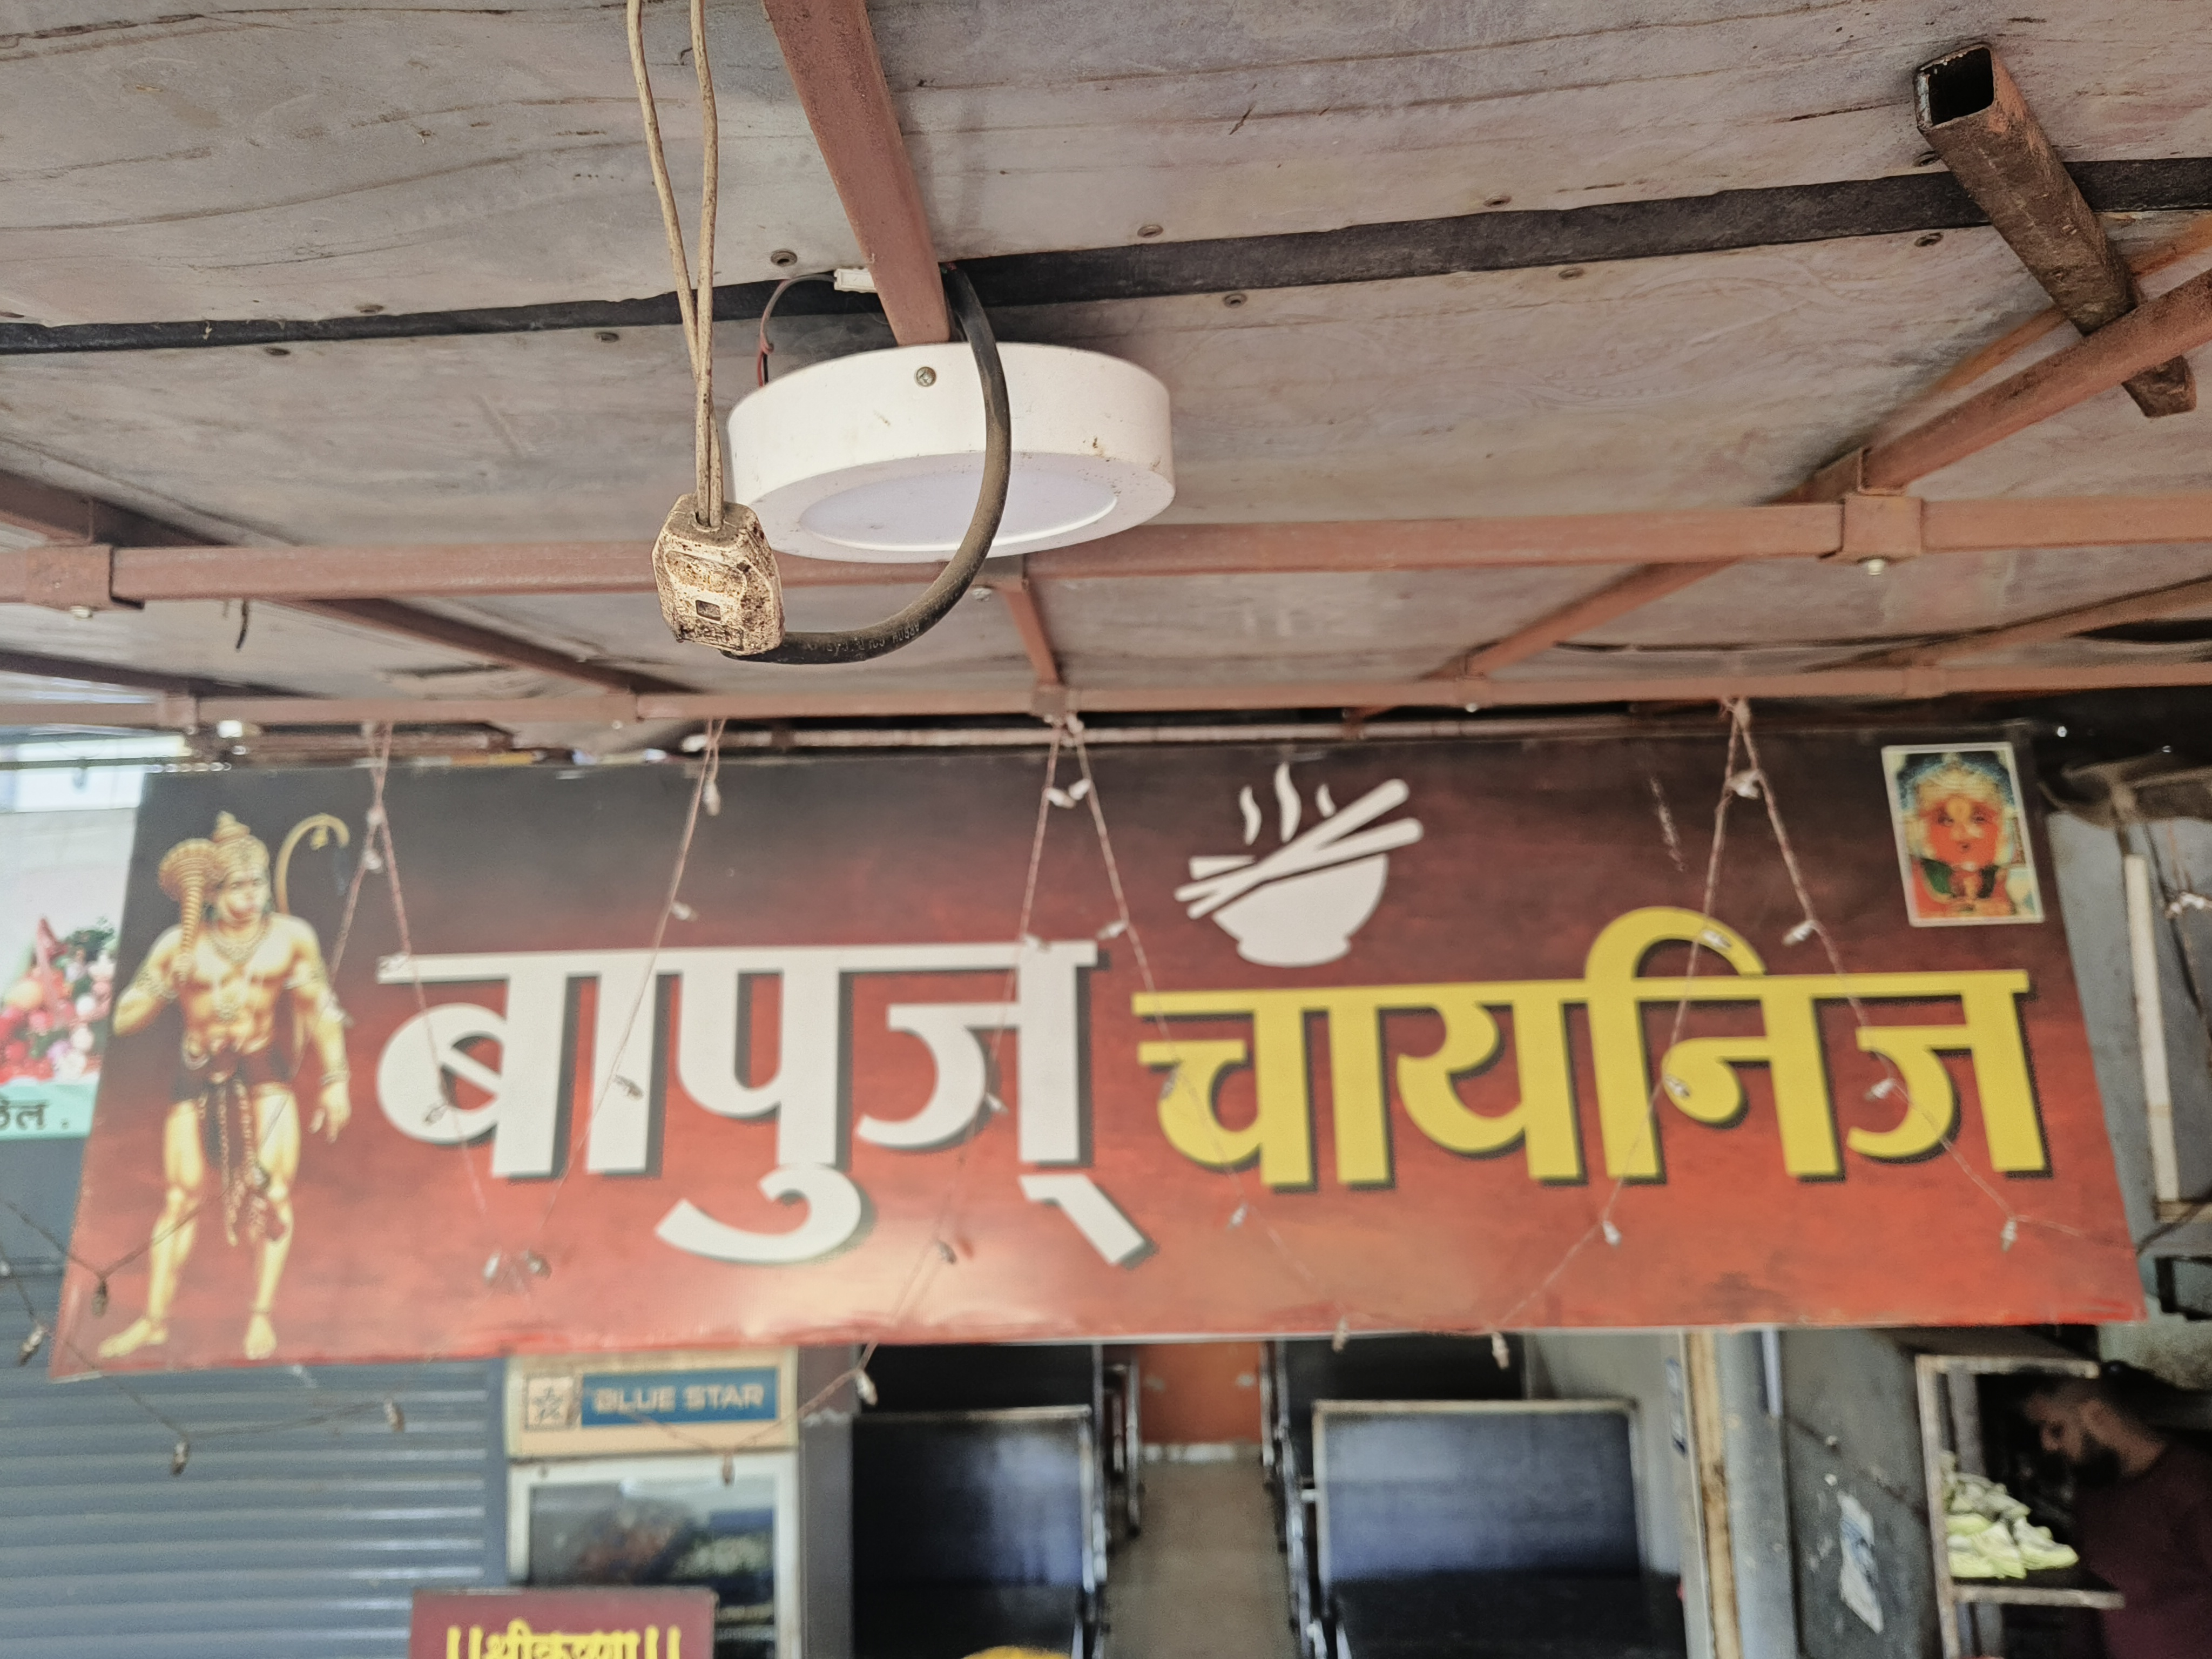 बापुज् चायनिज
BLUE STAR
||श्रीकृष्णा||